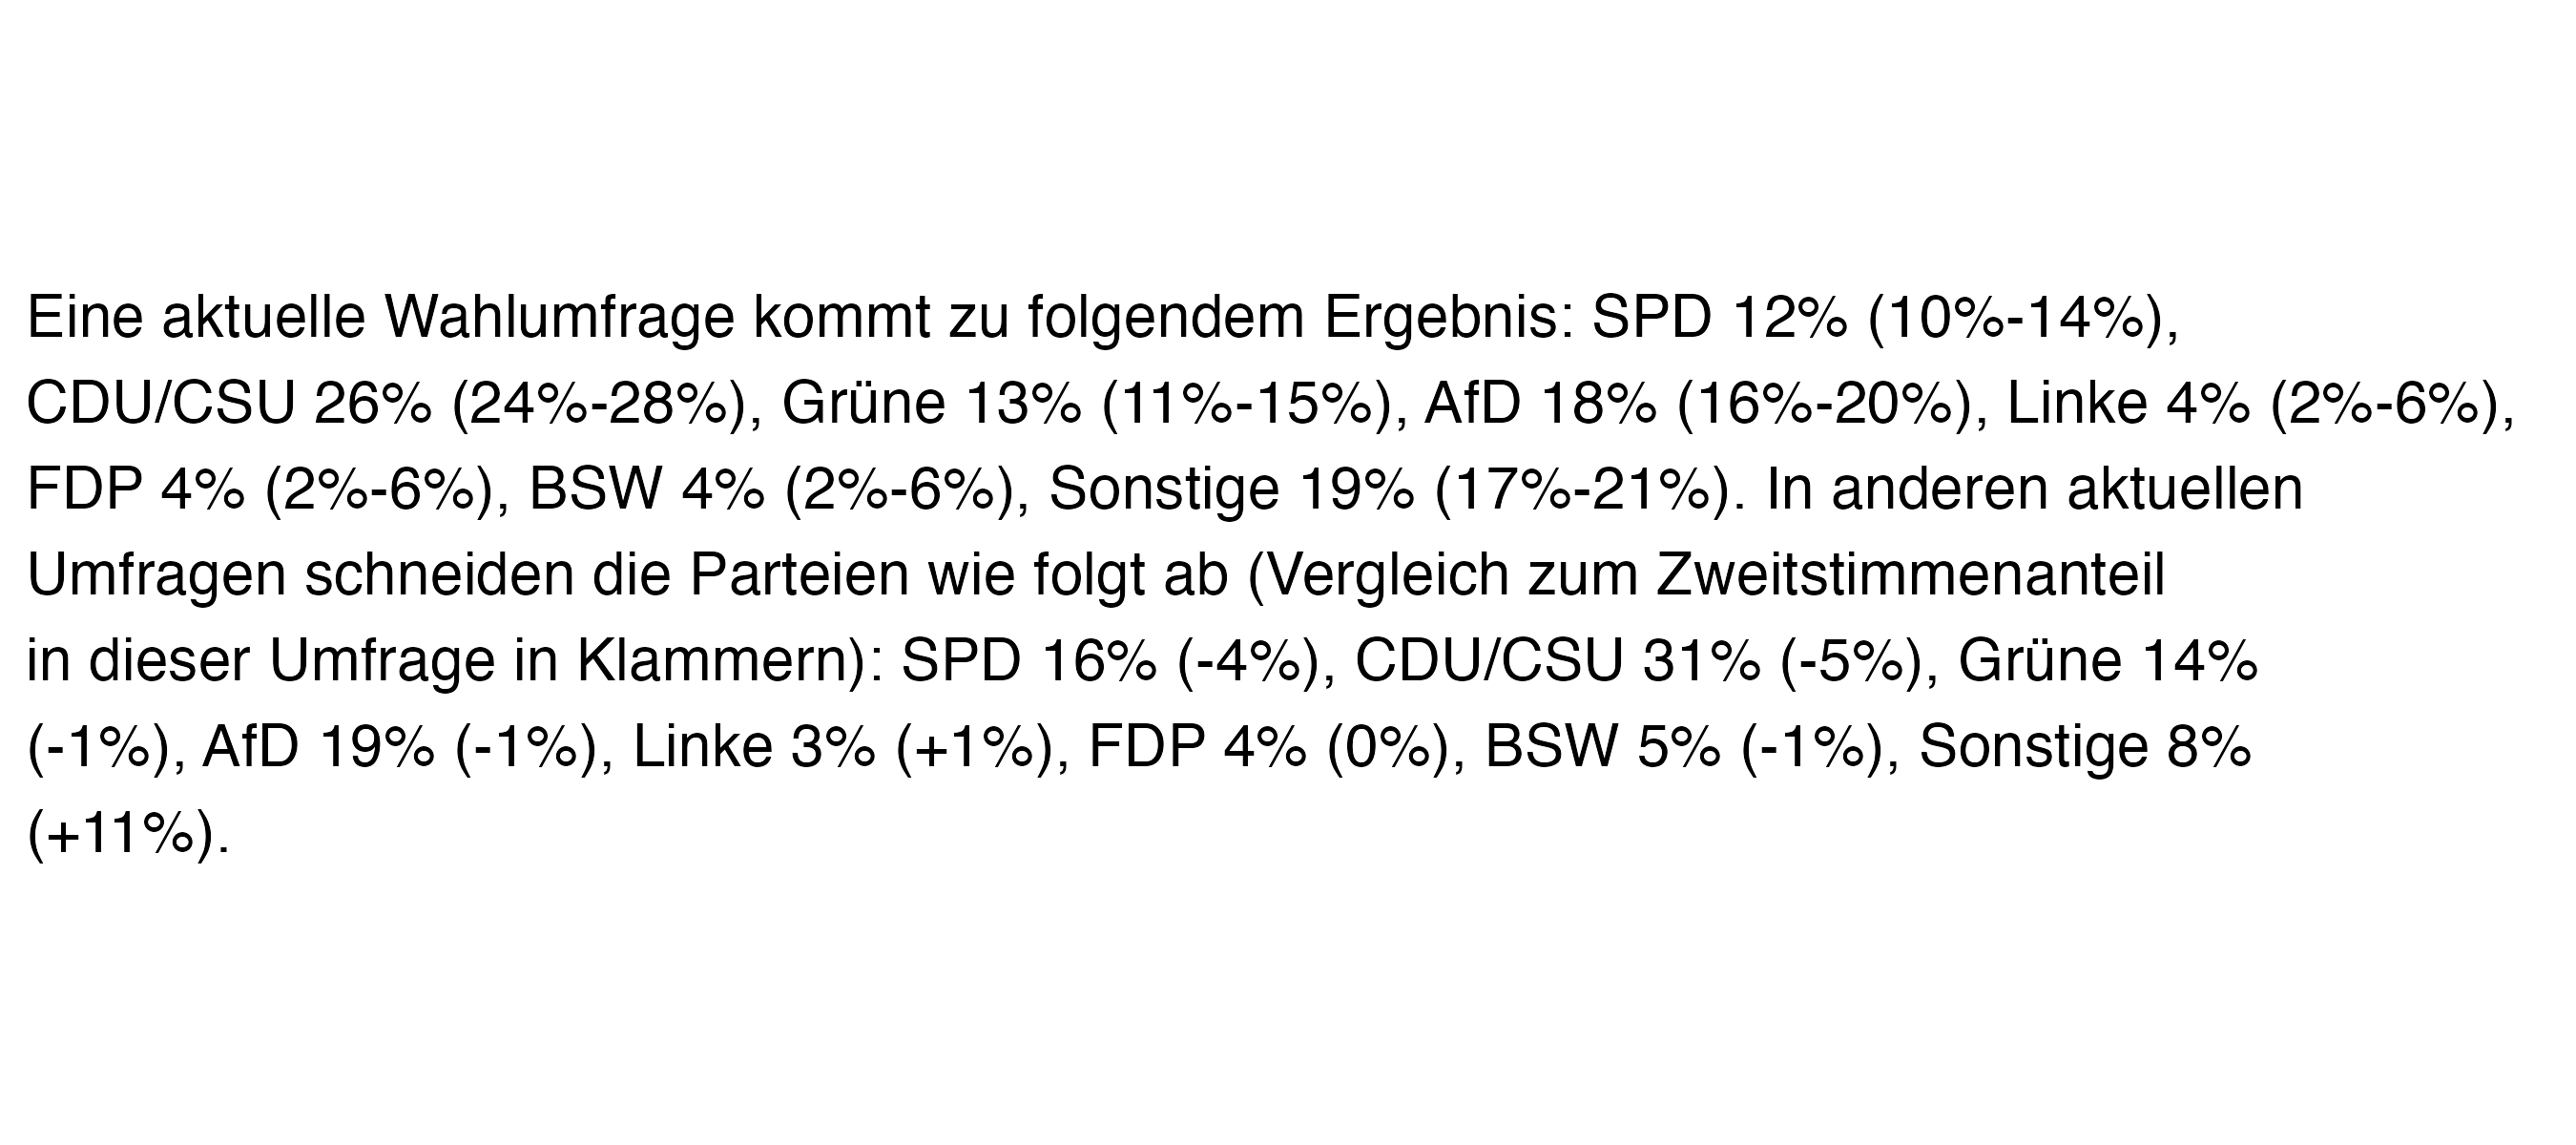 Eine aktuelle Wahlumfrage kommt zu folgendem Ergebnis: SPD 12% (10%-14%),
CDU/CSU 26% (24%-28%), Grüne 13% (11%-15%), AfD 18% (16%-20%), Linke 4% (2%-6%),
FDP 4% (2%-6%), BSW 4% (2%-6%), Sonstige 19% (17%-21%). In anderen aktuellen
Umfragen schneiden die Parteien wie folgt ab (Vergleich zum Zweitstimmenanteil
in dieser Umfrage in Klammern): SPD 16% (-4%), CDU/CSU 31% (-5%), Grüne 14%
(-1%), AfD 19% (-1%), Linke 3% (+1%), FDP 4% (0%), BSW 5% (-1%), Sonstige 8%
(+11%).